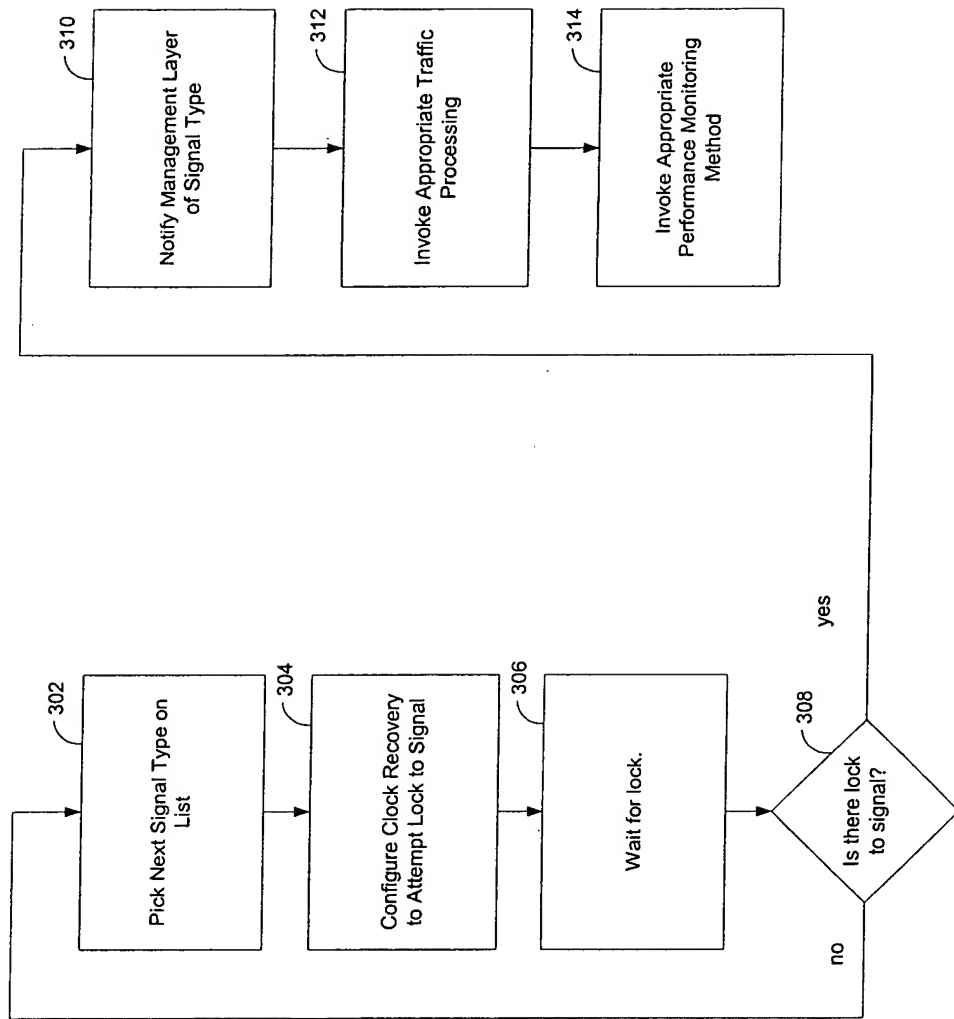 302
Pick Next Signal Type on
List
304
Configure Clock Recovery
to Attempt Lock to Signal
306
Wait for lock.
308
Is there lock
to signal?
no
yes
310
Notify Management Layer
of Signal Type
312
Invoke Appropriate Traffic
Processing
314
Invoke Appropriate
Performance Monitoring
Method